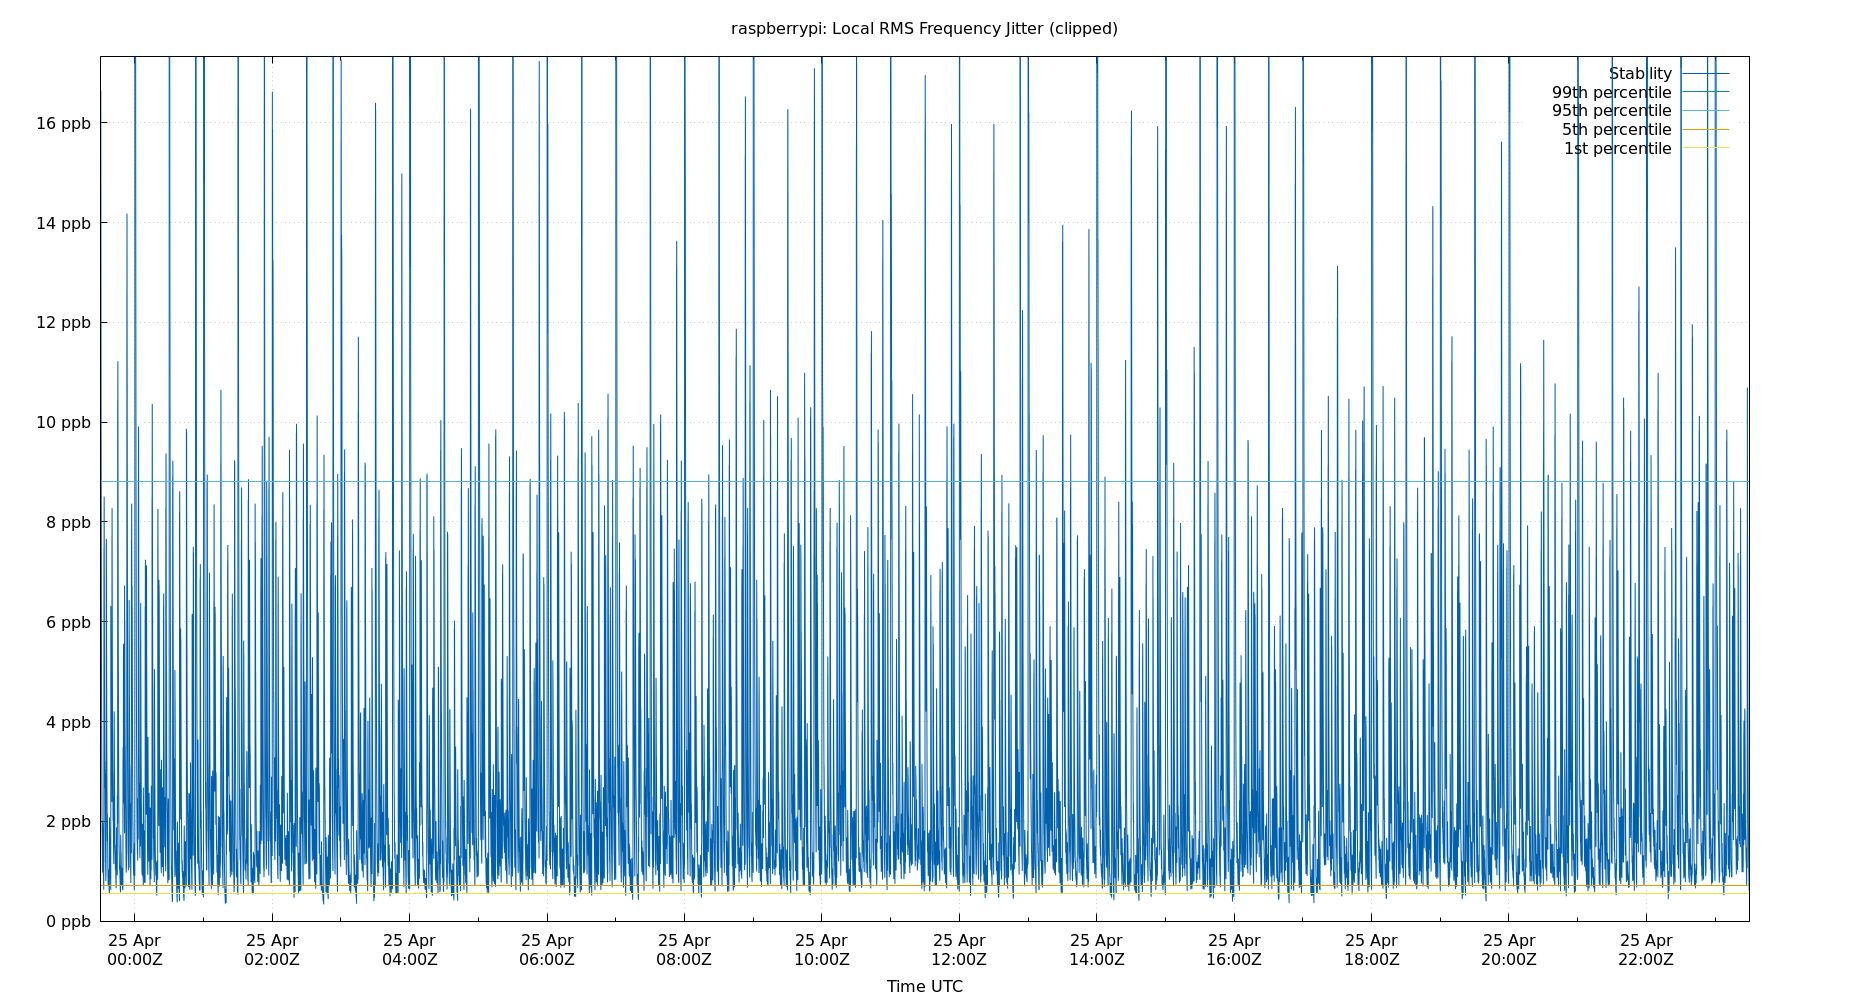 raspberrypi: Local RMS Frequency Jitter (clipped)
Stability
99th percentile
95th percentile
5th percentile
1st percentile
16 ppb
14 ppb
12 ppb
10 ppb
8 ppb
6 ppb
4 ppb
2 ppb
0 ppb
25 Apr 25 Apr 25 Apr 25 Apr 25 Apr 25 Apr 25 Apr 25 Apr 25 Apr 25 Apr 25 Apr 25 Apr
00:00Z 02:00Z 04:00Z 06:00Z 08:00Z 10:00Z 12:00Z 14:00Z 16:00Z 18:00Z 20:00Z 22:00Z
Time UTC